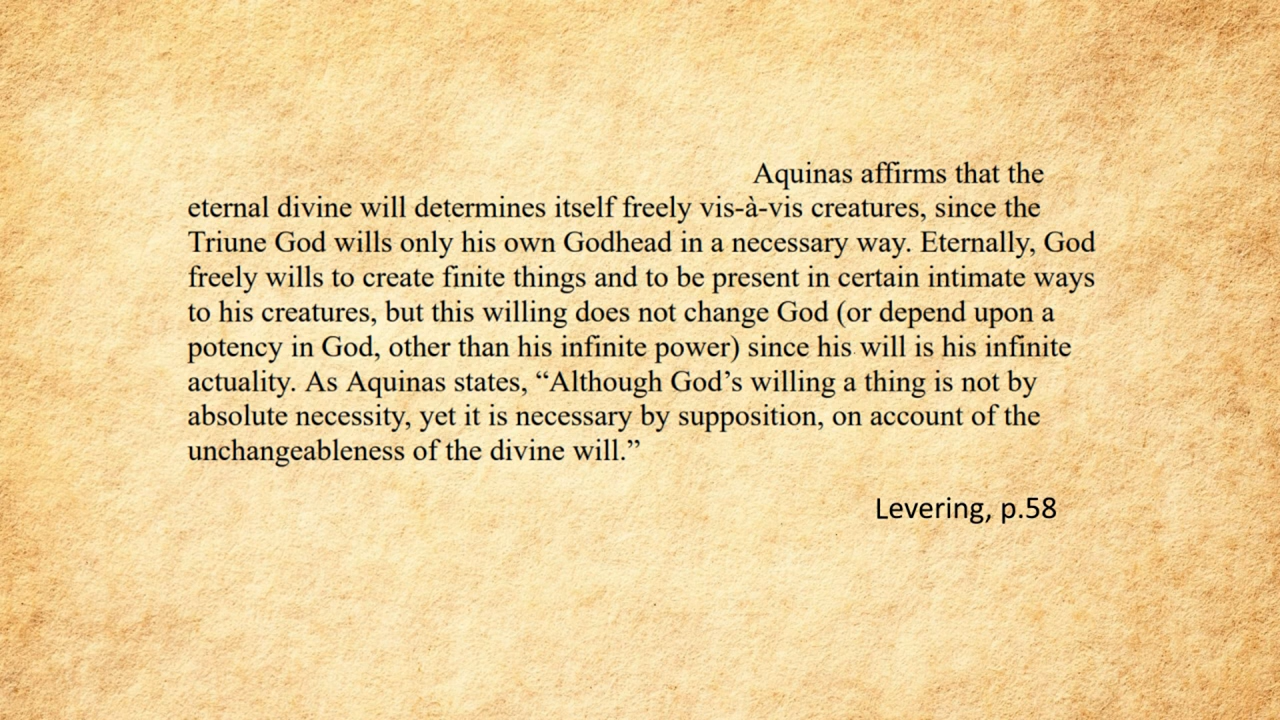 Aquinas affirms that the
eternal divine will determines itself freely vis-à-vis creatures, since the
Triune God wills only his own Godhead in a necessary way. Eternally, God
freely wills to create finite things and to be present in certain intimate ways
to his creatures, but this willing does not change God (or depend upon a
potency in God, other than his infinite power) since his will is his infinite
actuality. As Aquinas states, “Although God’s willing a thing is not by
absolute necessity, yet it is necessary by supposition, on account of the
unchangeableness of the divine will.”
Levering, p.58